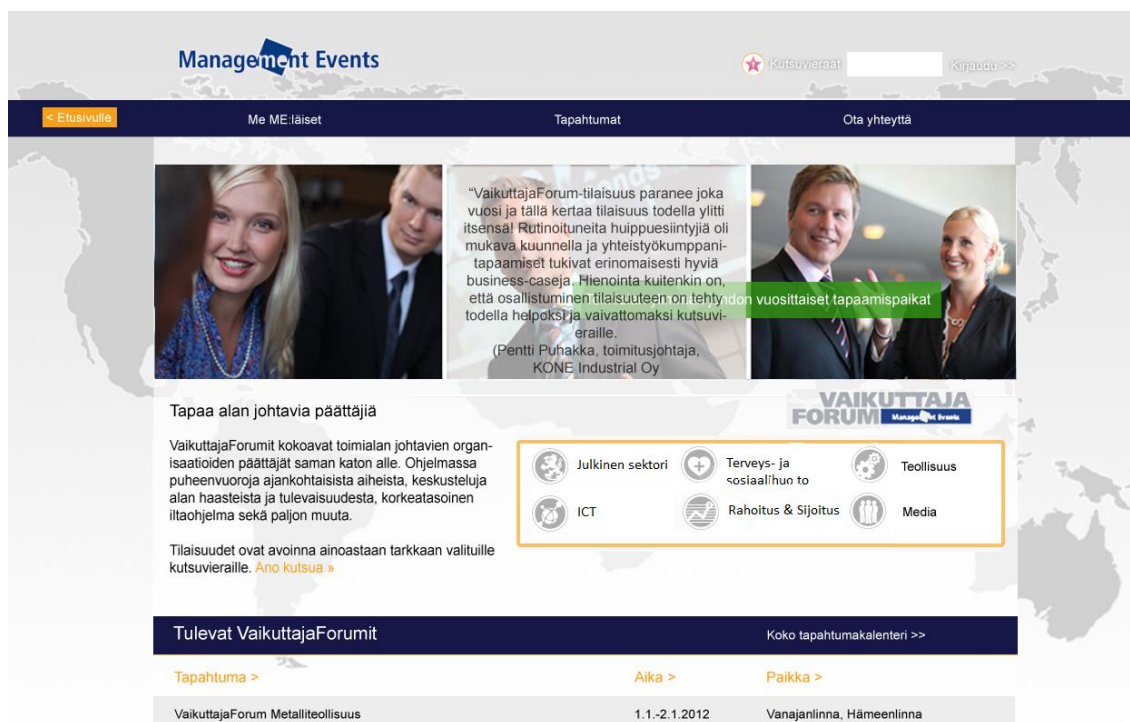 Management Events
Kutsuvieraat
Kirjaudu >>
< Etusivulle
Me ME:läiset
Tapahtumat
Ota yhteyttä
“VaikuttajaForum-tilaisuus paranee joka
vuosi ja tällä kertaa tilaisuus todella ylitti
itsensä! Rutinoituneita huippuesiintyjiä oli
mukava kuunnella ja yhteistyökumppani-
tapaamiset tukivat erinomaisesti hyviä
business-caseja. Hienointa kuitenkin on,
että osallistuminen tilaisuuteen on tehty
todella helpoksi ja vaivattomaksi kutsuvi-
eraille.
(Pentti Puhakka, toimitusjohtaja,
KONE Industrial Oy
vuosittaiset tapaamispaikat
Tapaa alan johtavia päättäjiä
VAIKUTTAJA
FORUM Management Events
VaikuttajaForumit kokoavat toimialan johtavien organ-
isaatioiden päättäjät saman katon alle. Ohjelmassa
puheenvuoroja ajankohtaisista aiheista, keskusteluja
alan haasteista ja tulevaisuudesta, korkeatasoinen
iltaohjelma sekä paljon muuta.
Tilaisuudet ovat avoinna ainoastaan tarkkaan valituille
kutsuvieraille. Ano kutsua »
Julkinen sektori
Terveys- ja
sosiaalihuo to
Teollisuus
ICT
Rahoitus & Sijoitus
Media
Tulevat VaikuttajaForumit
Koko tapahtumakalenteri >>
Tapahtuma >
Aika >
Paikka >
VaikuttajaForum Metalliteollisuus
1.1.-2.1.2012
Vanajanlinna, Hämeenlinna